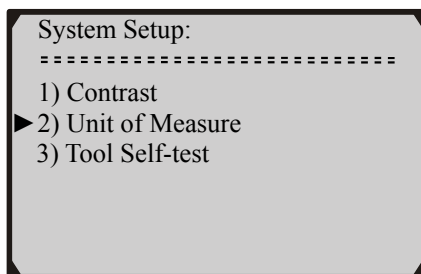 System Setup:
===========================
1) Contrast
►2) Unit of Measure
3) Tool Self-test